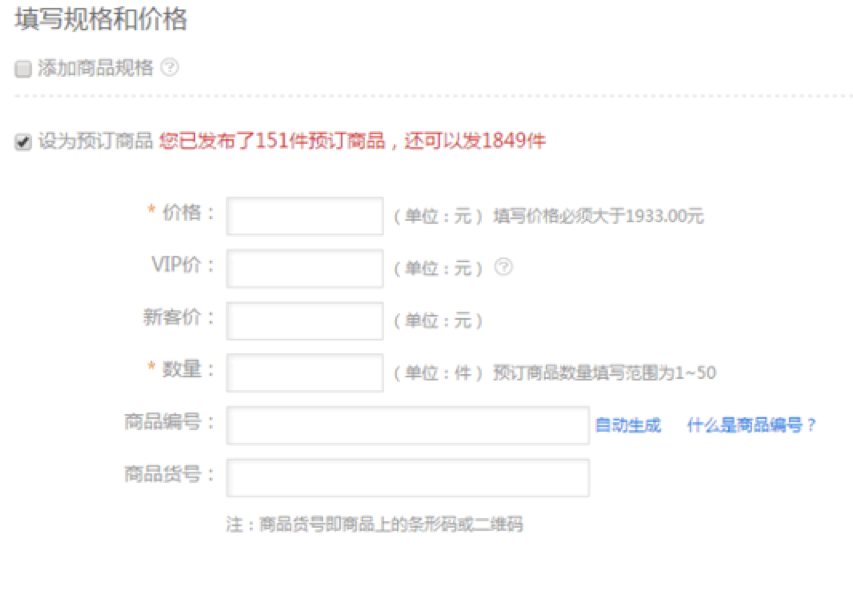 填写规格和价格
添加商品规格 ?
设为预订商品 您已发布了151件预订商品，还可以发1849件
* 价格： （单位：元） 填写价格必须大于1933.00元
VIP价： （单位：元） ?
新客价： （单位：元）
* 数量： （单位：件） 预订商品数量填写范围为1~50
商品编号： 自动生成 什么是商品编号？
商品货号：
注：商品货号即商品上的条形码或二维码